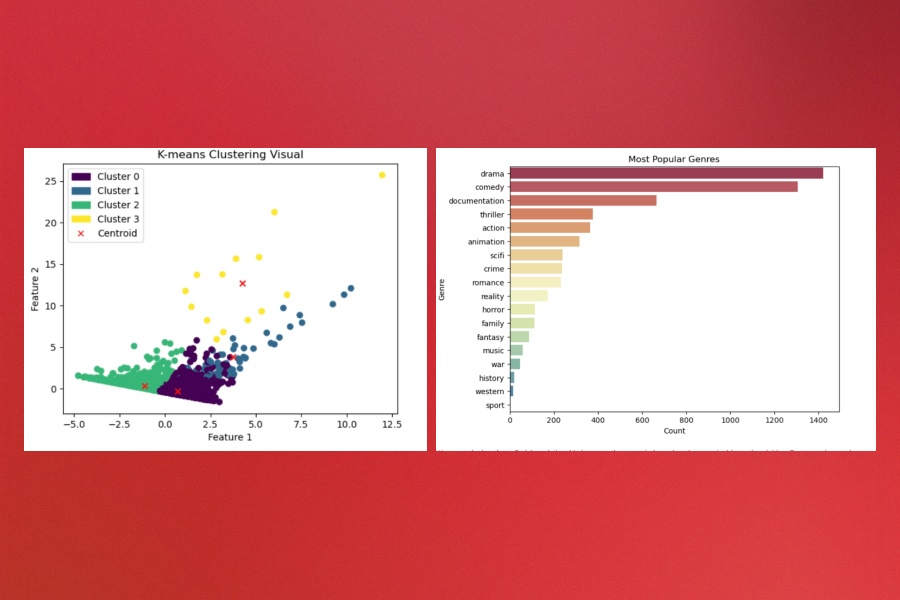 K-means Clustering Visual
Cluster 0
Cluster 1
Cluster 2
Cluster 3
Centroid
Feature 2
25
20
15
10
5
0
−5.0 −2.5 0.0 2.5 5.0 7.5 10.0 12.5
Feature 1
Most Popular Genres
Genre
drama
comedy
documentation
thriller
action
animation
scifi
crime
romance
reality
horror
family
fantasy
music
war
history
western
sport
0 200 400 600 800 1000 1200 1400
Count